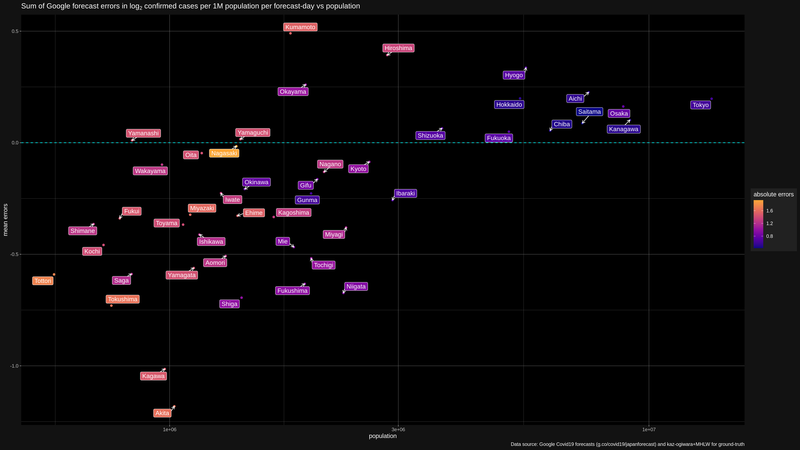 Sum of Google forecast errors in log2 confirmed cases per 1M population per forecast-day vs population
0.5
0.0
-0.5
-1.0
mean errors
Kumamoto
Hiroshima
Hyogo
Okayama
Aichi
Hokkaido
Tokyo
Saitama
Osaka
Chiba
Kanagawa
Yamanashi
Yamaguchi
Shizuoka
Fukuoka
Oita
Nagasaki
Wakayama
Nagano
Kyoto
Okinawa
Gifu
Ibaraki
Iwate
Gunma
Fukui
Miyazaki
Ehime
Kagoshima
Toyama
Shimane
Miyagi
Ishikawa
Mie
Kochi
Aomori
Tochigi
Tottori
Saga
Yamagata
Fukushima
Niigata
Tokushima
Shiga
Kagawa
Akita
absolute errors
1.6
1.2
0.8
1e+06
3e+06
1e+07
population
Data source: Google Covid19 forecasts (g.co/covid19/japanforecast) and kaz-ogiwara+MHLW for ground-truth